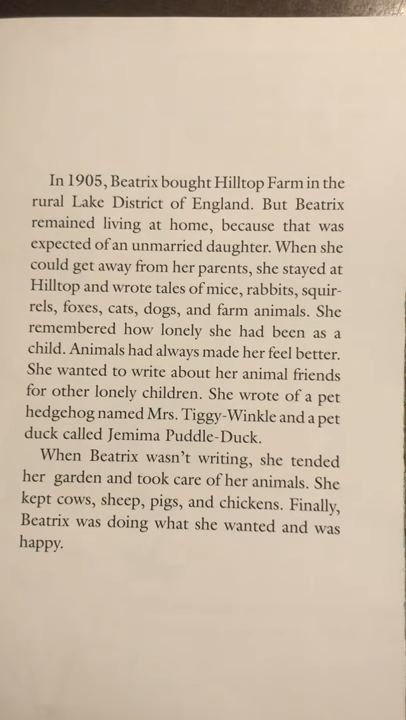 In 1905, Beatrix bought Hilltop Farm in the
rural Lake District of England. But Beatrix
remained living at home, because that was
expected of an unmarried daughter. When she
could get away from her parents, she stayed at
Hilltop and wrote tales of mice, rabbits, squir-
rels, foxes, cats, dogs, and farm animals. She
remembered how lonely she had been as a
child. Animals had always made her feel better.
She wanted to write about her animal friends
for other lonely children. She wrote of a pet
hedgehog named Mrs. Tiggy-Winkle and a pet
duck called Jemima Puddle-Duck.
When Beatrix wasn't writing, she tended
her garden and took care of her animals. She
kept cows, sheep, pigs, and chickens. Finally,
Beatrix was doing what she wanted and was
happy.